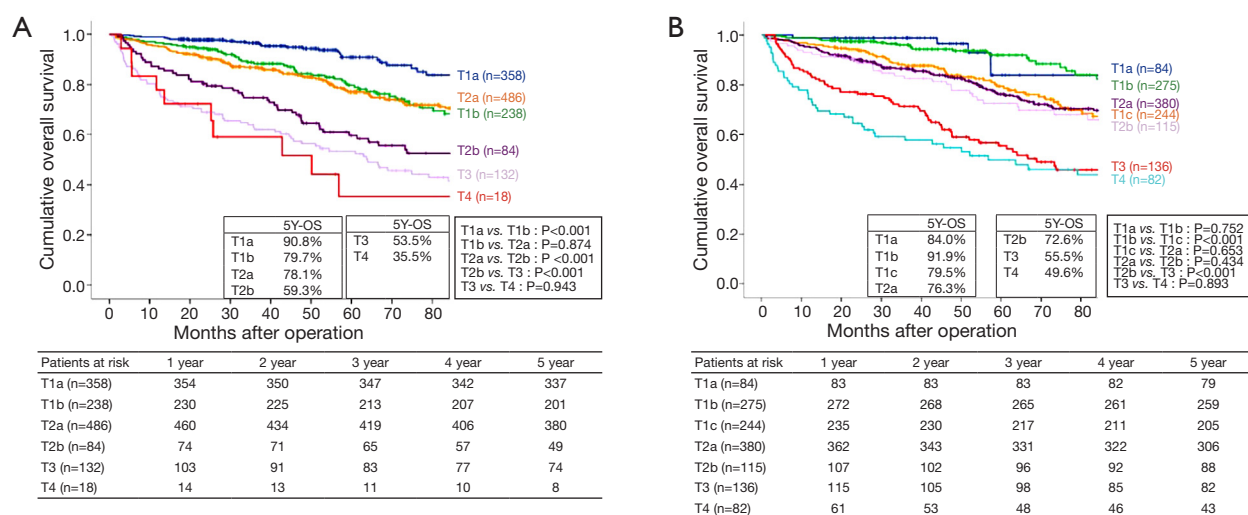 A
Cumulative overall survival
1.0
0.8
0.6
0.4
0.2
0.0
T1a (n=358)
T2a (n=486)
T1b (n=238)
T2b (n=84)
T3 (n=132)
T4 (n=18)
5Y-OS
T1a 90.8%
T1b 79.7%
T2a 78.1%
T2b 59.3%
5Y-OS
T3 53.5%
T4 35.5%
T1a vs. T1b : P<0.001
T1b vs. T2a : P=0.874
T2a vs. T2b : P <0.001
T2b vs. T3 : P<0.001
T3 vs. T4 : P=0.943
0 10 20 30 40 50 60 70 80
Months after operation
Patients at risk 1 year 2 year 3 year 4 year 5 year
T1a (n=358) 354 350 347 342 337
T1b (n=238) 230 225 213 207 201
T2a (n=486) 460 434 419 406 380
T2b (n=84) 74 71 65 57 49
T3 (n=132) 103 91 83 77 74
T4 (n=18) 14 13 11 10 8
B
Cumulative overall survival
1.0
0.8
0.6
0.4
0.2
0.0
T1a (n=84)
T1b (n=275)
T2a (n=380)
T1c (n=244)
T2b (n=115)
T3 (n=136)
T4 (n=82)
5Y-OS
T1a 84.0%
T1b 91.9%
T1c 79.5%
T2a 76.3%
5Y-OS
T2b 72.6%
T3 55.5%
T4 49.6%
T1a vs. T1b : P=0.752
T1b vs. T1c : P<0.001
T1c vs. T2a : P=0.653
T2a vs. T2b : P=0.434
T2b vs. T3 : P<0.001
T3 vs. T4 : P=0.893
0 10 20 30 40 50 60 70 80
Months after operation
Patients at risk 1 year 2 year 3 year 4 year 5 year
T1a (n=84) 83 83 83 82 79
T1b (n=275) 272 268 265 261 259
T1c (n=244) 235 230 217 211 205
T2a (n=380) 362 343 331 322 306
T2b (n=115) 107 102 96 92 88
T3 (n=136) 115 105 98 85 82
T4 (n=82) 61 53 48 46 43